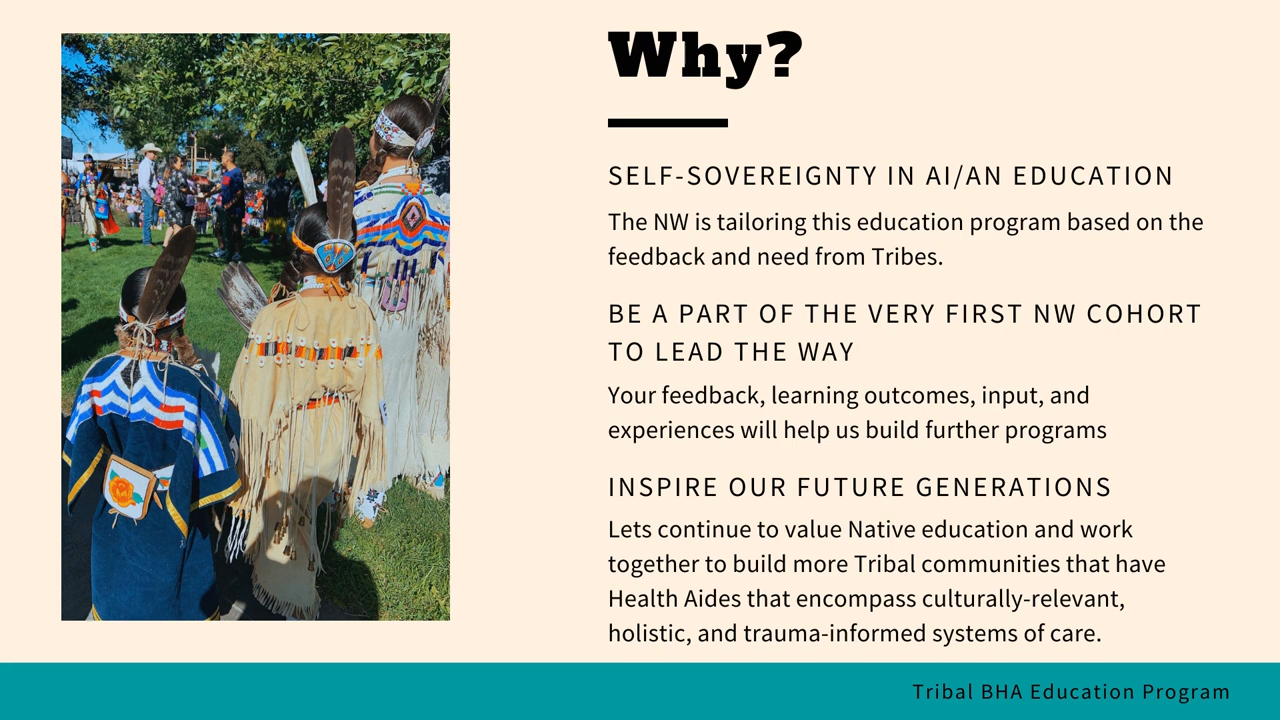 Why?
SELF-SOVEREIGNTY IN AI/AN EDUCATION
The NW is tailoring this education program based on the
feedback and need from Tribes.
BE A PART OF THE VERY FIRST NW COHORT
TO LEAD THE WAY
Your feedback, learning outcomes, input, and
experiences will help us build further programs
INSPIRE OUR FUTURE GENERATIONS
Lets continue to value Native education and work
together to build more Tribal communities that have
Health Aides that encompass culturally-relevant,
holistic, and trauma-informed systems of care.
Tribal BHA Education Program